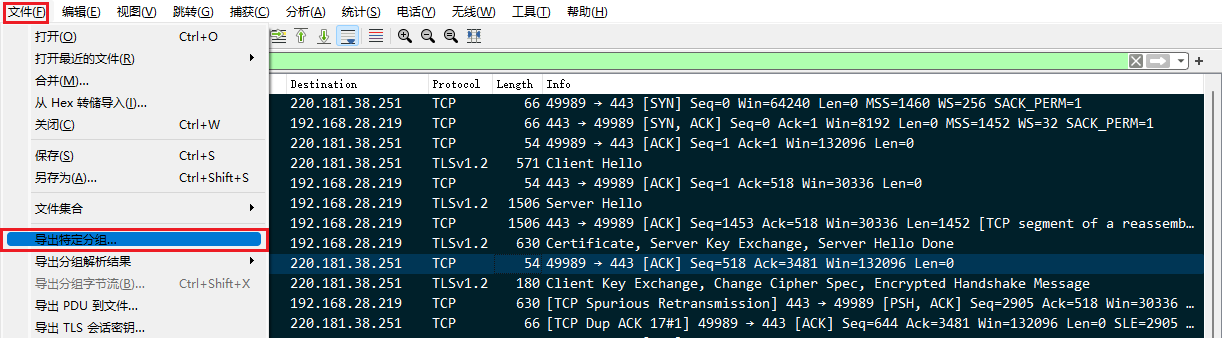 文件(F) 编辑(E) 视图(V) 跳转(G) 捕获(C) 分析(A) 统计(S) 电话(Y) 无线(W) 工具(T) 帮助(H)
打开(O) Ctrl+O
打开最近的文件(R)
合并(M)...
从 Hex 转储导入(I)...
关闭(C) Ctrl+W
保存(S) Ctrl+S
另存为(A)... Ctrl+Shift+S
文件集合
导出特定分组...
导出分组解析结果
导出分组字节流(B)... Ctrl+Shift+X
导出 PDU 到文件...
导出 TLS 会话密钥...
Destination Protocol Length Info
220.181.38.251 TCP 66 49989 → 443 [SYN] Seq=0 Win=64240 Len=0 MSS=1460 WS=256 SACK_PERM=1
192.168.28.219 TCP 66 443 → 49989 [SYN, ACK] Seq=0 Ack=1 Win=8192 Len=0 MSS=1452 WS=32 SACK_PERM=1
220.181.38.251 TCP 54 49989 → 443 [ACK] Seq=1 Ack=1 Win=132096 Len=0
220.181.38.251 TLSv1.2 571 Client Hello
192.168.28.219 TCP 54 443 → 49989 [ACK] Seq=1 Ack=518 Win=30336 Len=0
192.168.28.219 TLSv1.2 1506 Server Hello
192.168.28.219 TCP 1506 443 → 49989 [ACK] Seq=1453 Ack=518 Win=30336 Len=1452 [TCP segment of a reassemb…
192.168.28.219 TLSv1.2 630 Certificate, Server Key Exchange, Server Hello Done
220.181.38.251 TCP 54 49989 → 443 [ACK] Seq=518 Ack=3481 Win=132096 Len=0
220.181.38.251 TLSv1.2 180 Client Key Exchange, Change Cipher Spec, Encrypted Handshake Message
192.168.28.219 TCP 630 [TCP Spurious Retransmission] 443 → 49989 [PSH, ACK] Seq=2905 Ack=518 Win=30336 …
220.181.38.251 TCP 66 [TCP Dup ACK 17#1] 49989 → 443 [ACK] Seq=644 Ack=3481 Win=132096 Len=0 SLE=2905 …